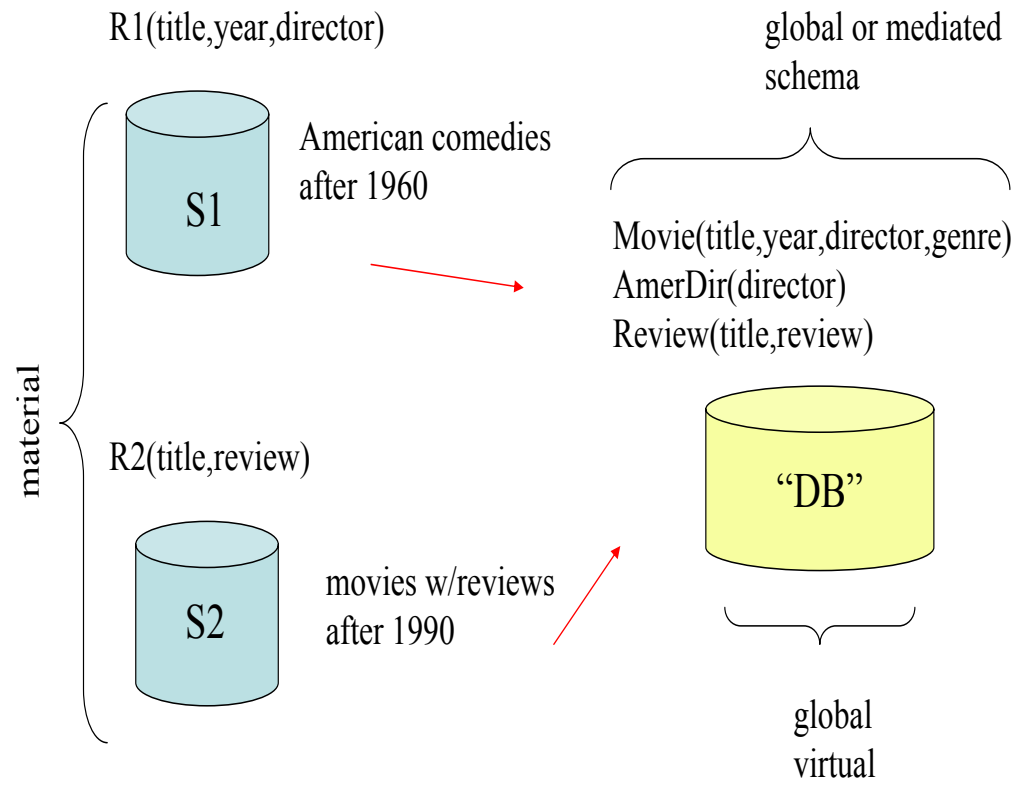 R1(title,year,director)
S1
American comedies
after 1960
material
R2(title,review)
S2
movies w/reviews
after 1990
global or mediated
schema
Movie(title,year,director,genre)
AmerDir(director)
Review(title,review)
“DB”
global
virtual